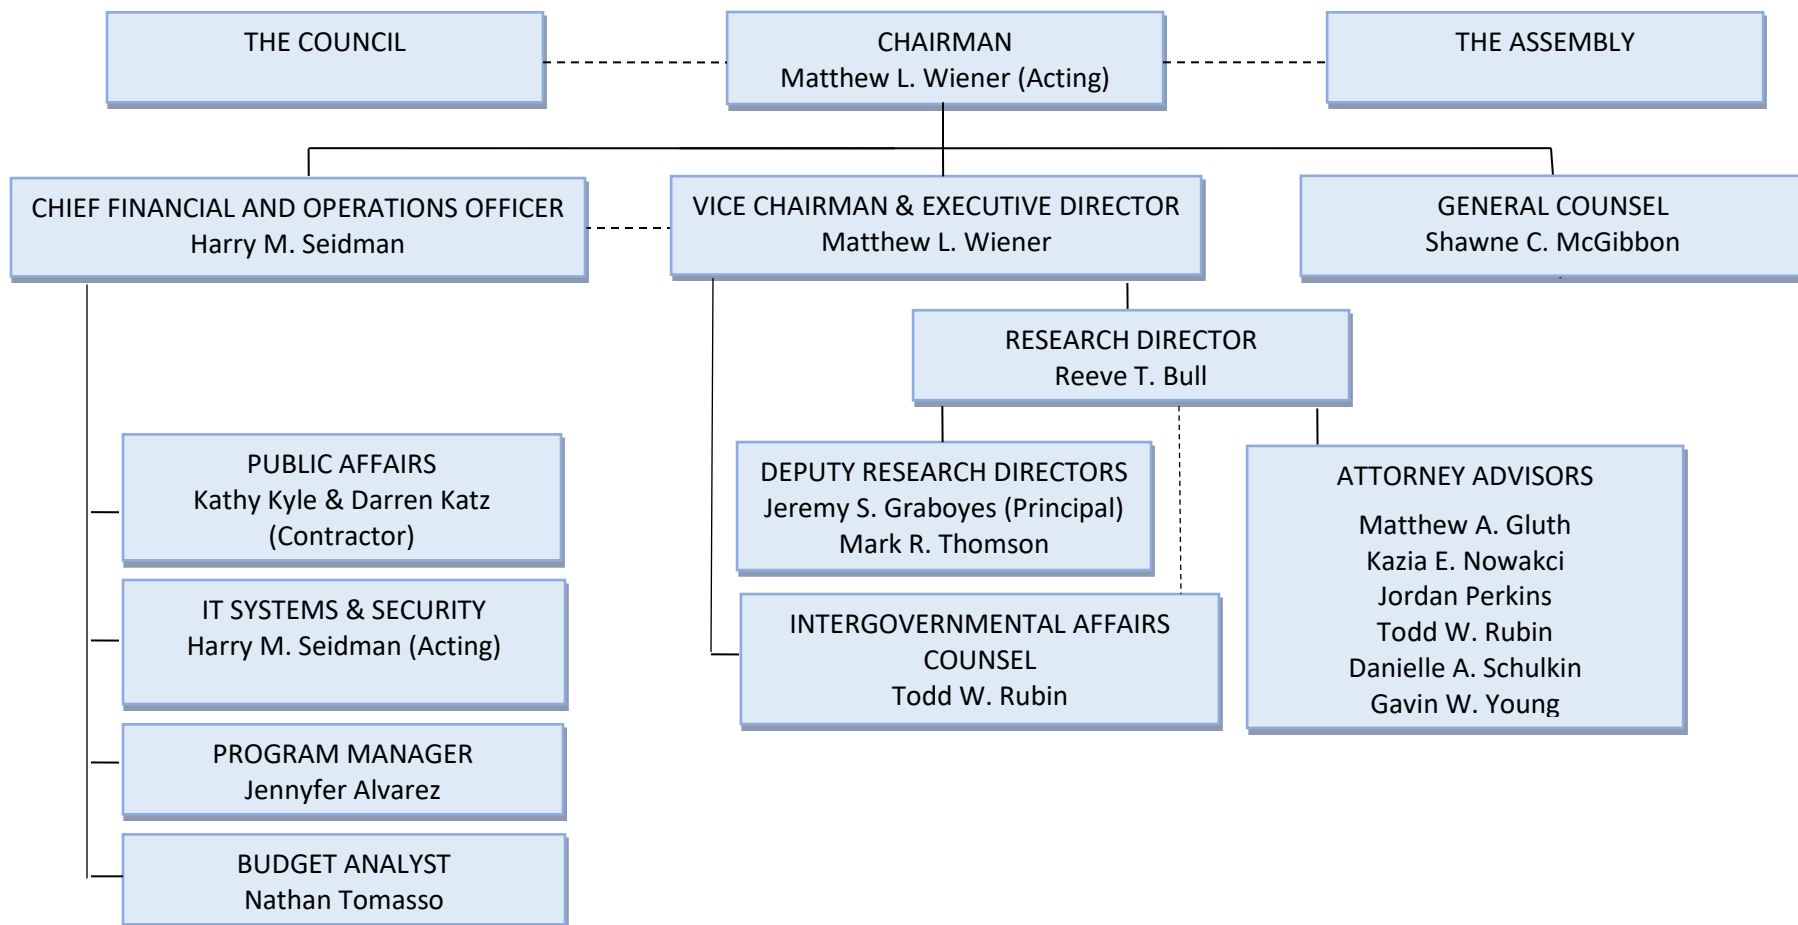 THE COUNCIL
CHAIRMAN
Matthew L. Wiener (Acting)
THE ASSEMBLY
CHIEF FINANCIAL AND OPERATIONS OFFICER
Harry M. Seidman
VICE CHAIRMAN & EXECUTIVE DIRECTOR
Matthew L. Wiener
GENERAL COUNSEL
Shawne C. McGibbon
RESEARCH DIRECTOR
Reeve T. Bull
PUBLIC AFFAIRS
Kathy Kyle & Darren Katz
(Contractor)
IT SYSTEMS & SECURITY
Harry M. Seidman (Acting)
PROGRAM MANAGER
Jennyfer Alvarez
BUDGET ANALYST
Nathan Tomasso
DEPUTY RESEARCH DIRECTORS
Jeremy S. Graboyes (Principal)
Mark R. Thomson
INTERGOVERNMENTAL AFFAIRS
COUNSEL
Todd W. Rubin
ATTORNEY ADVISORS
Matthew A. Gluth
Kazia E. Nowakci
Jordan Perkins
Todd W. Rubin
Danielle A. Schulkin
Gavin W. Young